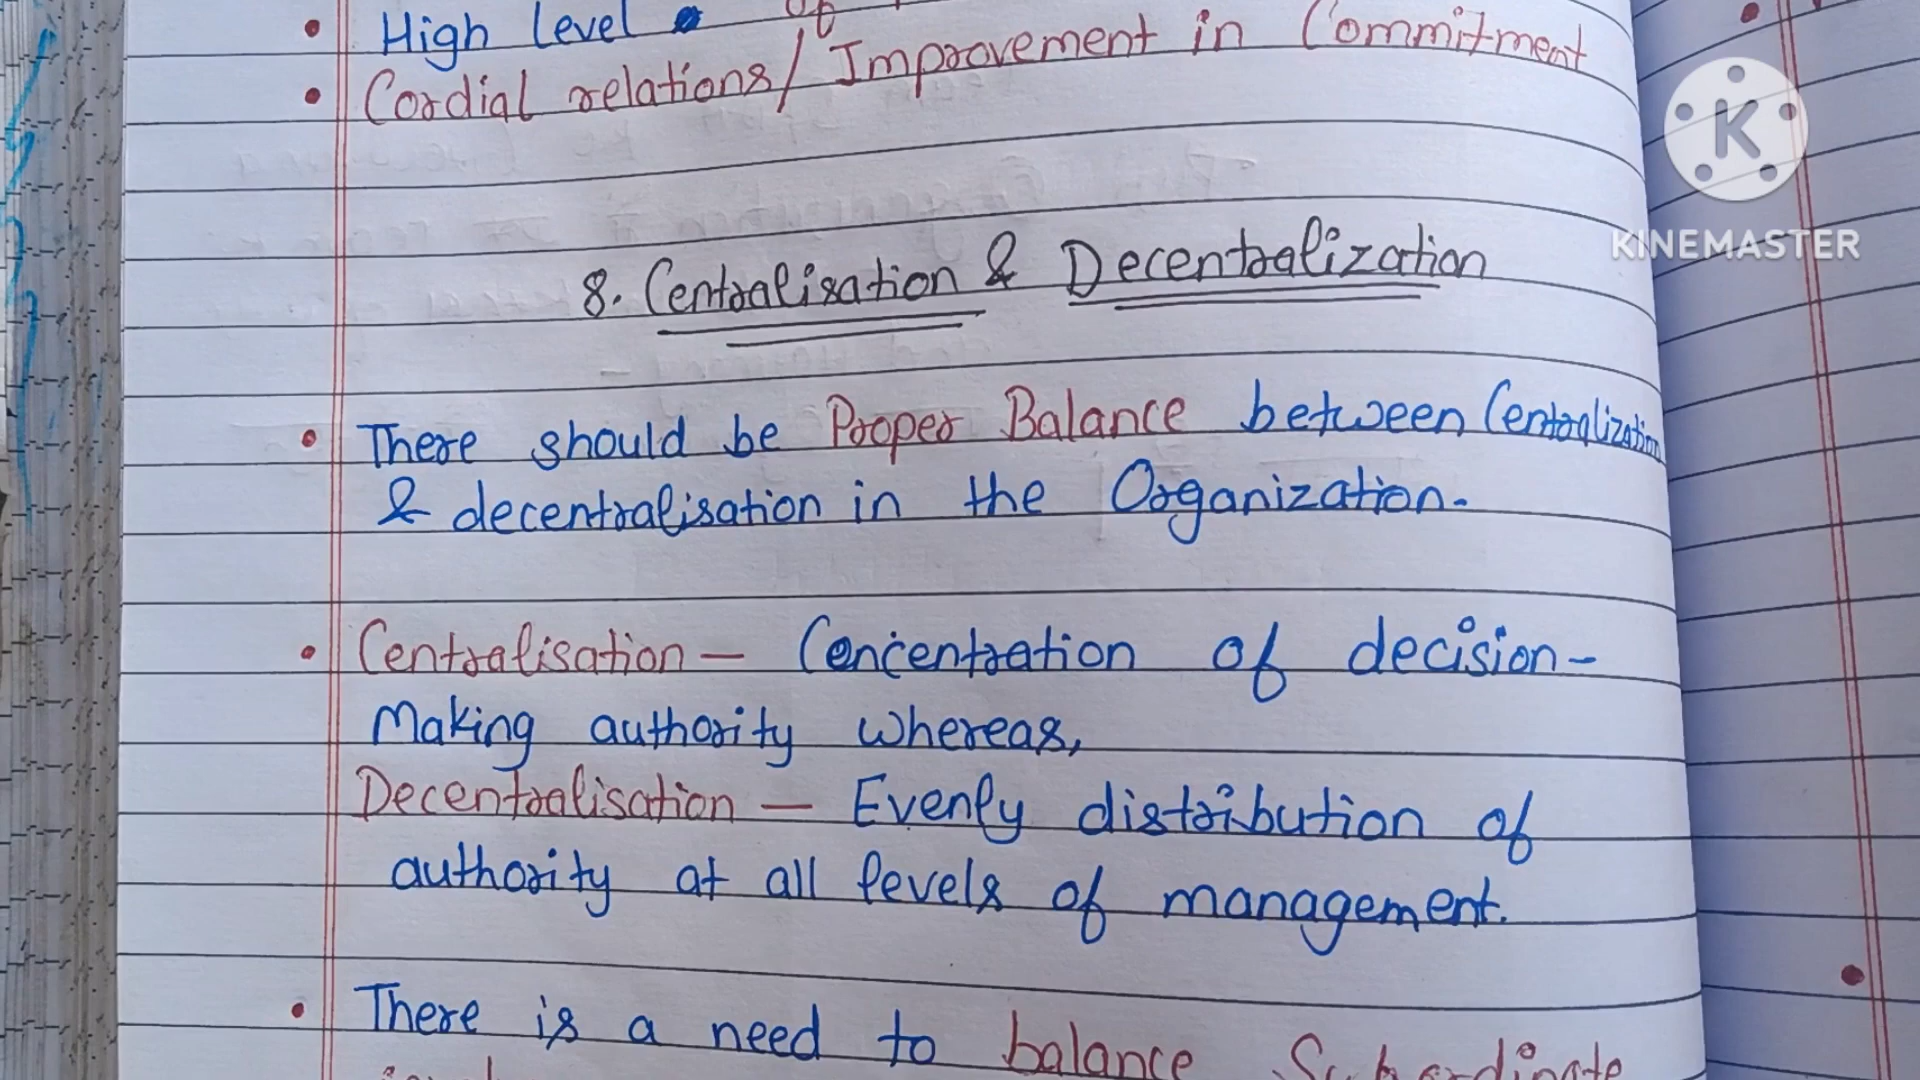 High level of
Cordial relations/Improvement in Commitment
K
KINEMASTER
8. Centralisation & Decentralization
There should be Proper Balance between Centralization
& decentralisation in the Organization.
Centralisation – Concentration of decision-
Making authority whereas,
Decentralisation – Evenly distribution of
authority at all levels of management.
There is a need to balance Subordinate